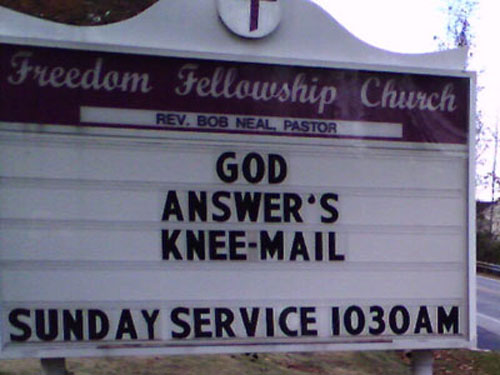 Freedom Fellowship Church
REV. BOB NEAL, PASTOR
GOD
ANSWER'S
KNEE-MAIL
SUNDAY SERVICE 1030AM